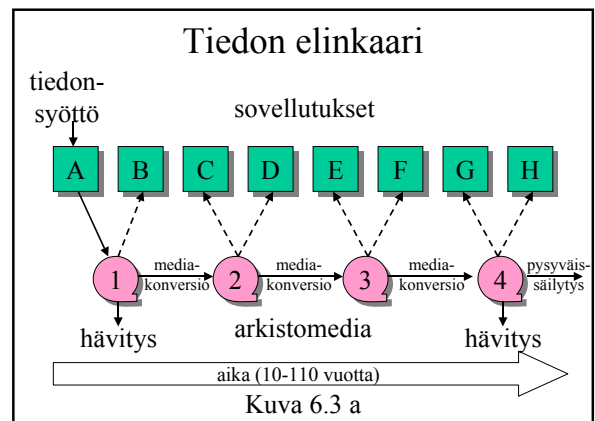 Tiedon elinkaari
tiedon-
syöttö
sovellutukset
A B C D E F G H
1 media-konversio 2 media-konversio 3 media-konversio 4 pysyväis-säilytys
hävitys arkistomedia hävitys
aika (10-110 vuotta)
Kuva 6.3 a